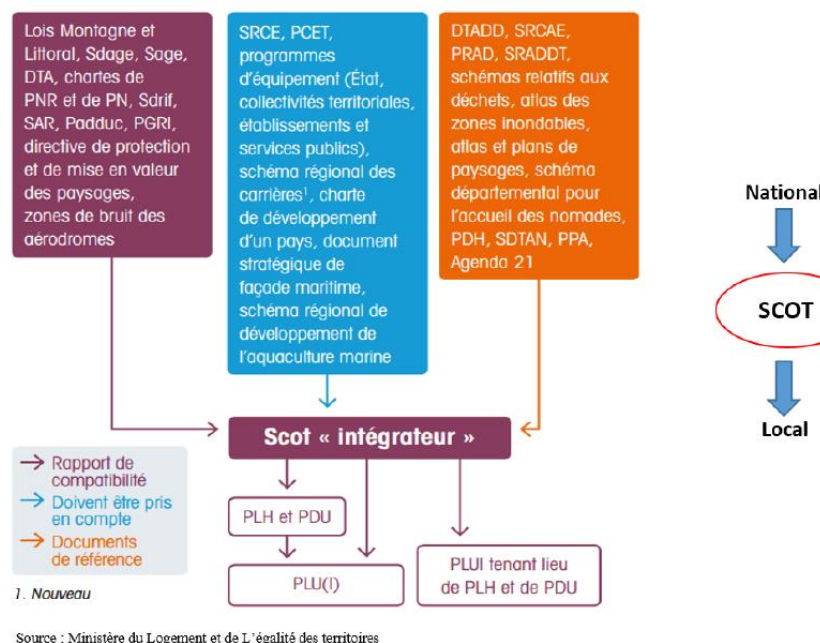 Lois Montagne et
Littoral, Sdage, Sage,
DTA, chartes de
PNR et de PN, Sdrif,
SAR, Padduc, PGRI,
directive de protection
et de mise en valeur
des paysages,
zones de bruit des
aérodromes
SRCE, PCET,
programmes
d'équipement (État,
collectivités territoriales,
établissements et
services publics),
schéma régional des
carrières¹, charte
de développement
d'un pays, document
stratégique de
façade maritime,
schéma régional de
développement de
l'aquaculture marine
DTADD, SRCAE,
PRAD, SRADDT,
schémas relatifs aux
déchets, atlas des
zones inondables,
atlas et plans de
paysages, schéma
départemental pour
l'accueil des nomades,
PDH, SDTAN, PPA,
Agenda 21
National
SCOT
Local
Scot « intégrateur »
Rapport de
compatibilité
Doivent être pris
en compte
Documents
de référence
PLH et PDU
PLU(I)
PLUI tenant lieu
de PLH et de PDU
1. Nouveau
Source : Ministère du Logement et de L'égalité des territoires